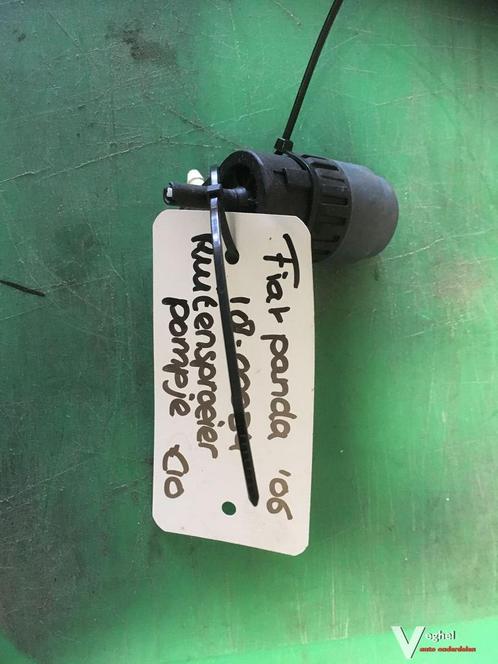 Fiat panda '06
Ruitensproeier
pompje
Veghel
auto onderdelen